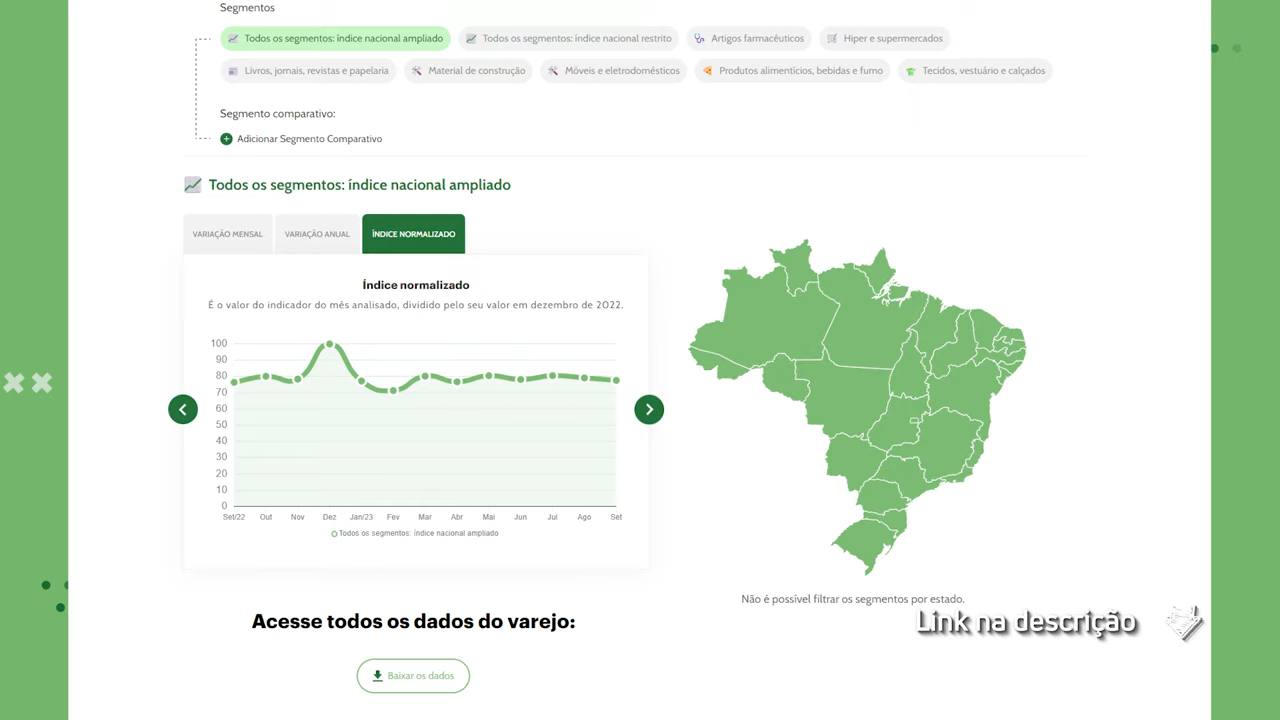 Segmentos
Todos os segmentos: índice nacional ampliado
Todos os segmentos: índice nacional restrito
Artigos farmacêuticos
Hiper e supermercados
Livros, jornais, revistas e papelaria
Material de construção
Móveis e eletrodomésticos
Produtos alimentícios, bebidas e fumo
Tecidos, vestuário e calçados
Segmento comparativo:
Adicionar Segmento Comparativo
Todos os segmentos: índice nacional ampliado
VARIAÇÃO MENSAL
VARIAÇÃO ANUAL
ÍNDICE NORMALIZADO
Índice normalizado
É o valor do indicador do mês analisado, dividido pelo seu valor em dezembro de 2022.
100
90
80
70
60
50
40
30
20
10
0
Set/22 Out Nov Dez Jan/23 Fev Mar Abr Mai Jun Jul Ago Set
Todos os segmentos: índice nacional ampliado
Não é possível filtrar os segmentos por estado.
Link na descrição
Acesse todos os dados do varejo:
Baixar os dados